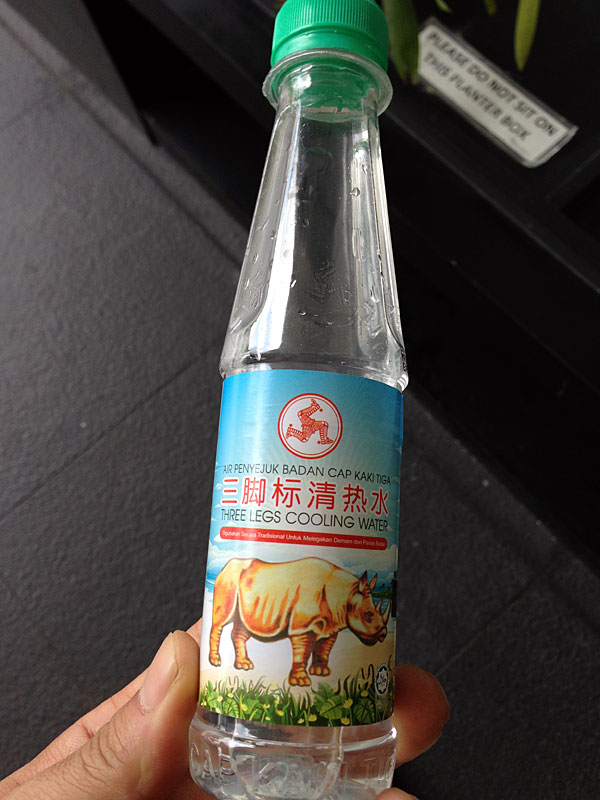 PLEASE DO NOT SIT ON
THIS PLANTER BOX
AIR PENYEJUK BADAN CAP KAKI TIGA
三脚标清热水
THREE LEGS COOLING WATER
Digunakan Secara Tradisional Untuk Melegakan Demam dan Panas Badan